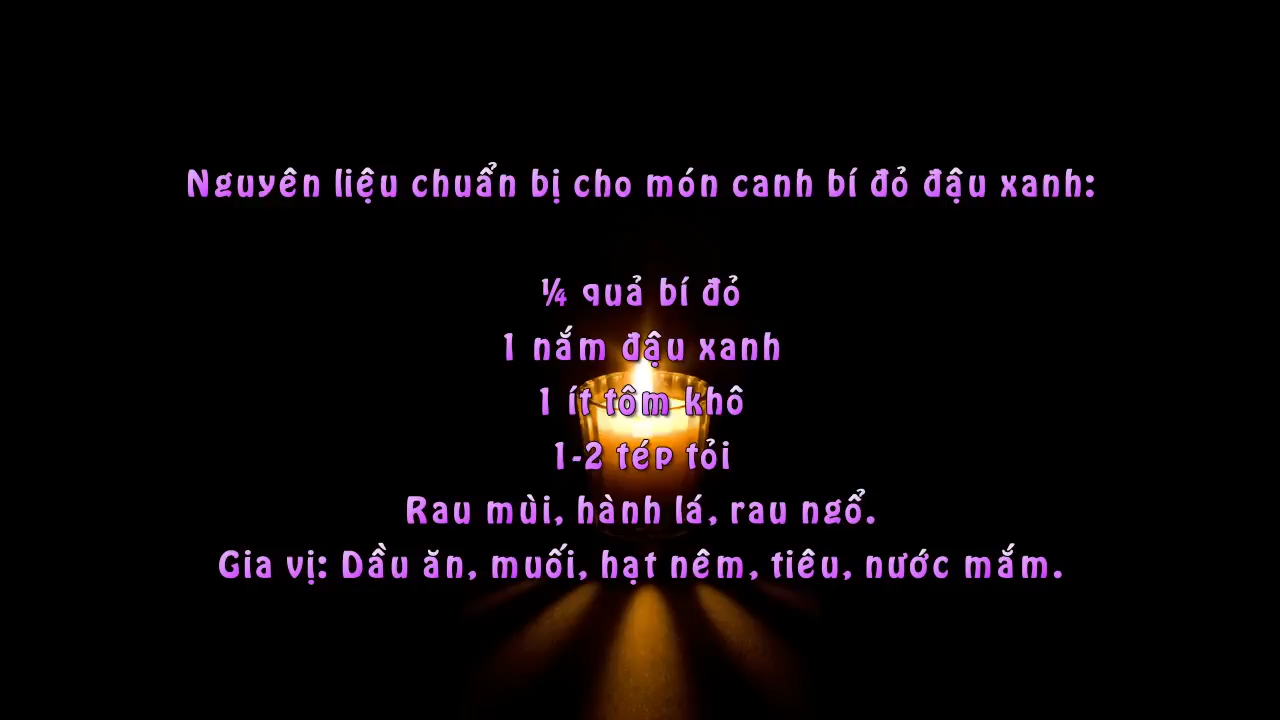 Nguyên liệu chuẩn bị cho món canh bí đỏ đậu xanh:
¼ quả bí đỏ
1 nắm đậu xanh
1 ít tôm khô
1-2 tép tỏi
Rau mùi, hành lá, rau ngổ.
Gia vị: Dầu ăn, muối, hạt nêm, tiêu, nước mắm.